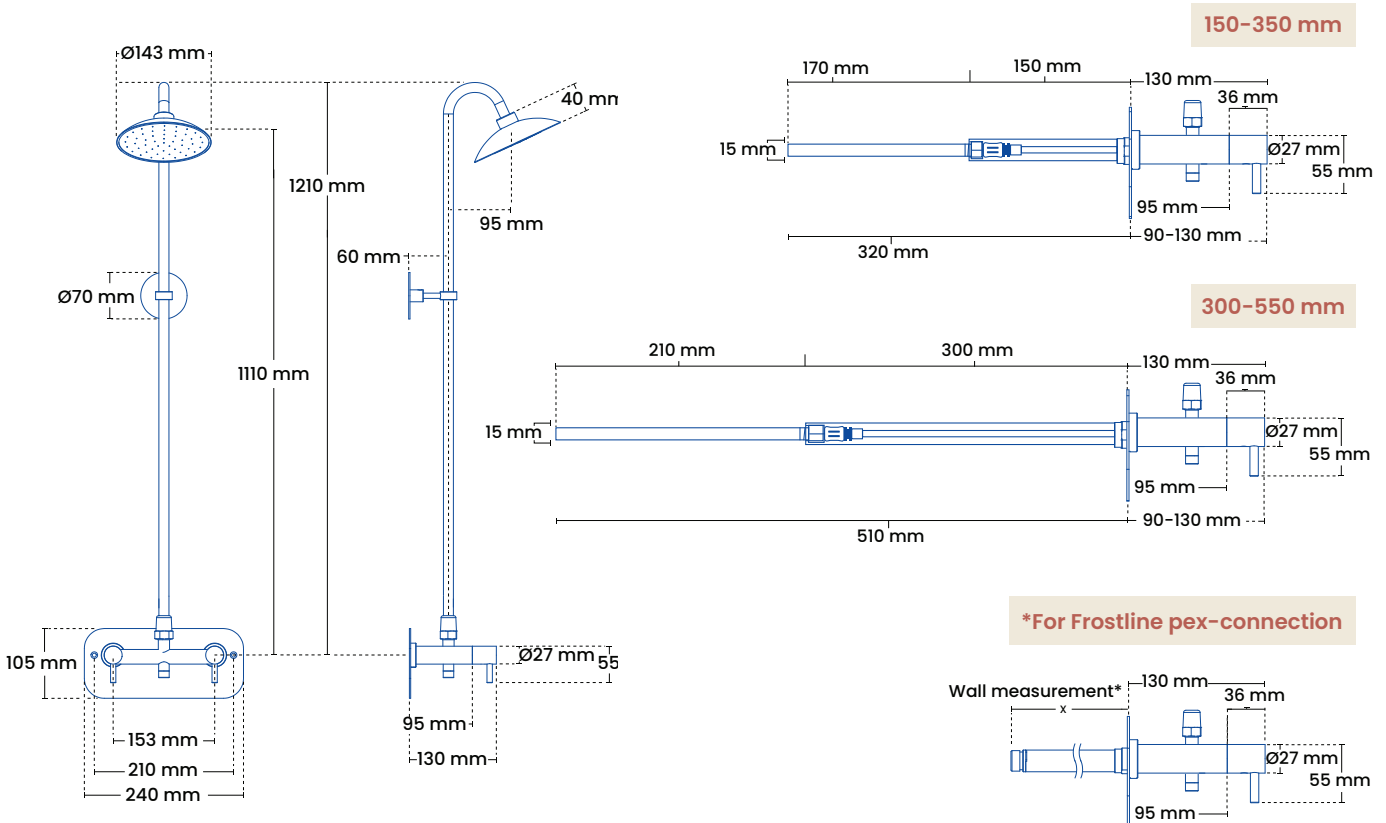 Ø143 mm
1210 mm
1110 mm
Ø70 mm
105 mm
153 mm
210 mm
240 mm
40 mm
95 mm
60 mm
Ø27 mm
55
95 mm
130 mm
150-350 mm
170 mm
150 mm
130 mm
36 mm
15 mm
Ø27 mm
55 mm
95 mm
90-130 mm
320 mm
300-550 mm
210 mm
300 mm
130 mm
36 mm
15 mm
Ø27 mm
55 mm
95 mm
90-130 mm
510 mm
*For Frostline pex-connection
Wall measurement*
x
130 mm
36 mm
Ø27 mm
55 mm
95 mm